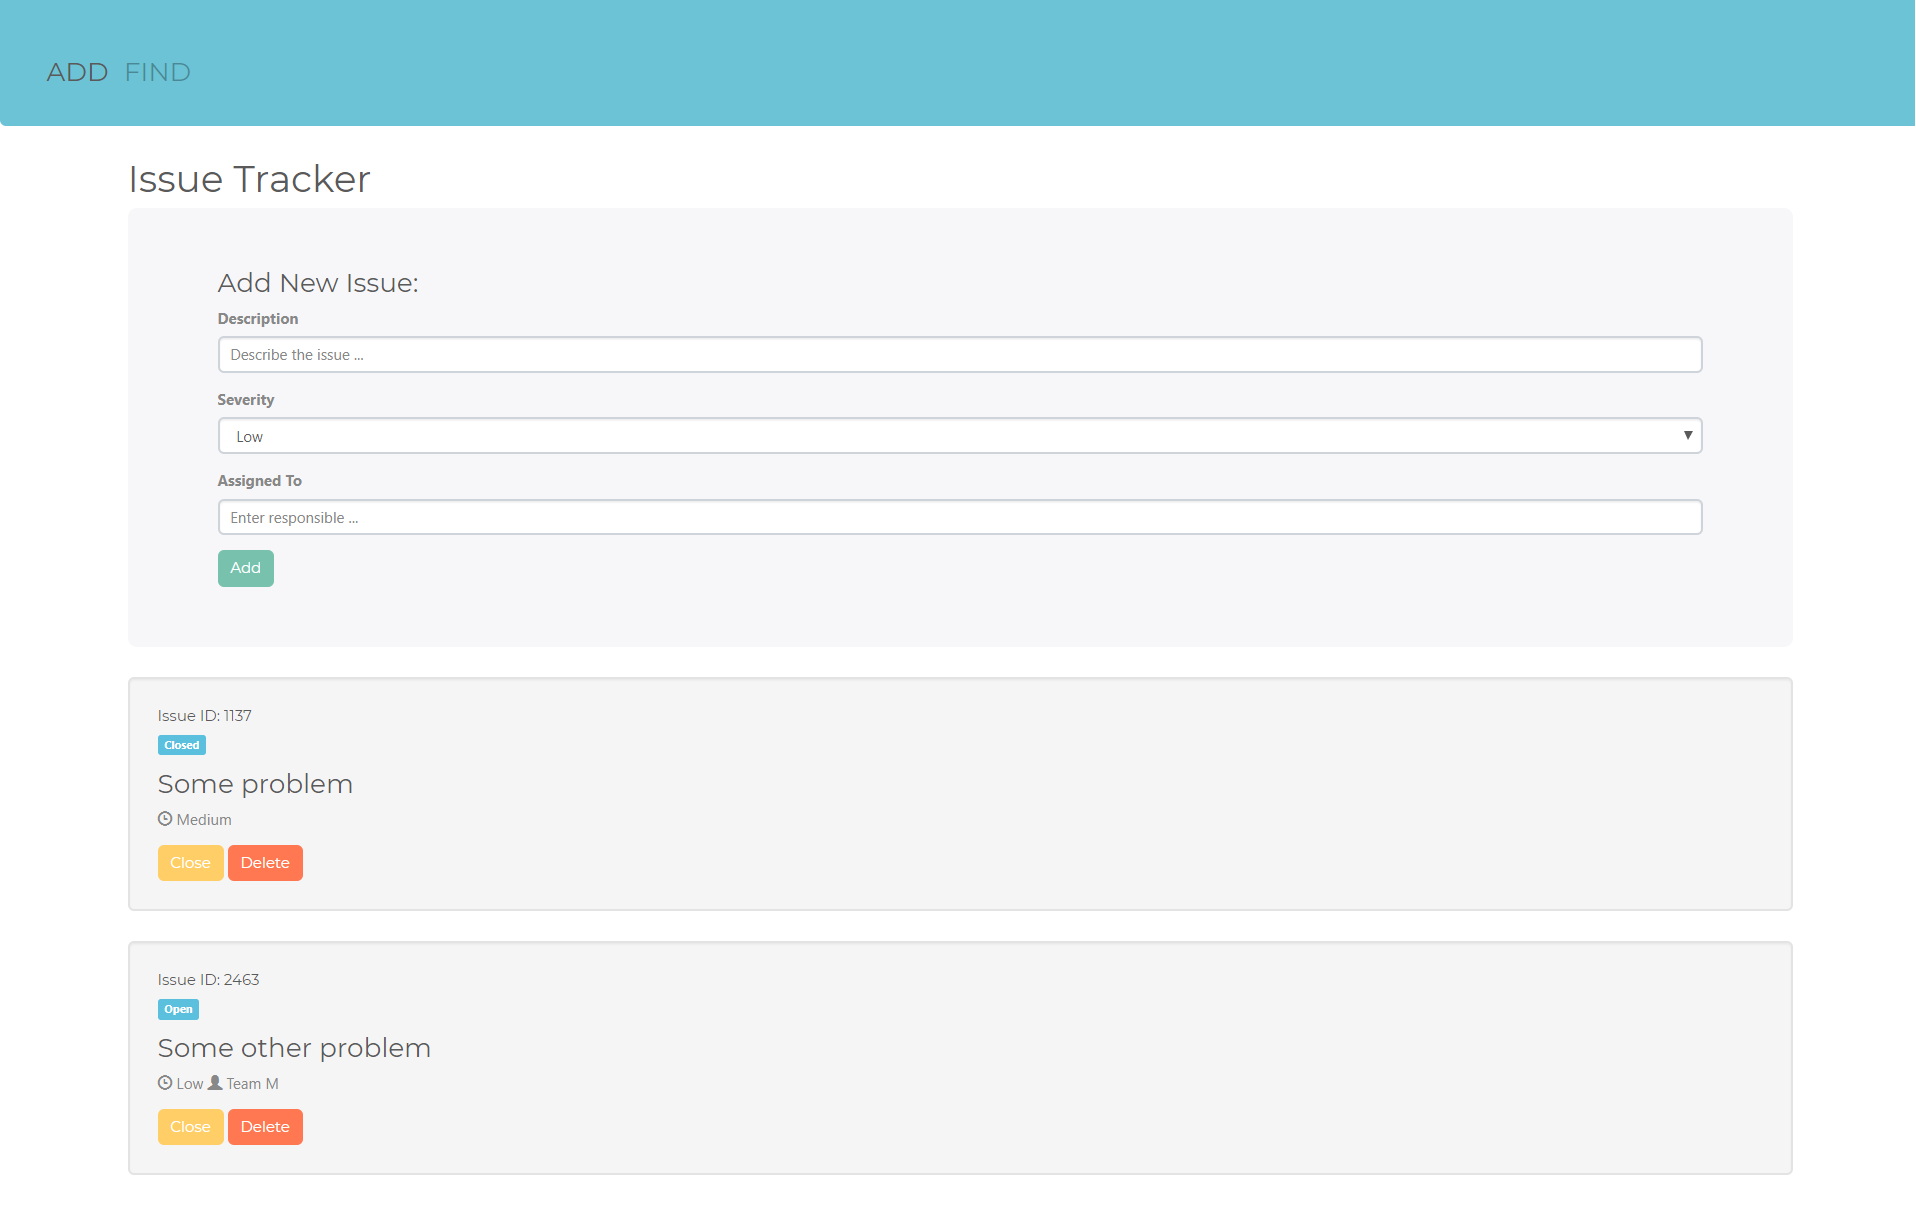 ADD FIND
Issue Tracker
Add New Issue:
Description
Describe the issue ...
Severity
Low
Assigned To
Enter responsible ...
Add
Issue ID: 1137
Closed
Some problem
Medium
Close Delete
Issue ID: 2463
Open
Some other problem
Low Team M
Close Delete